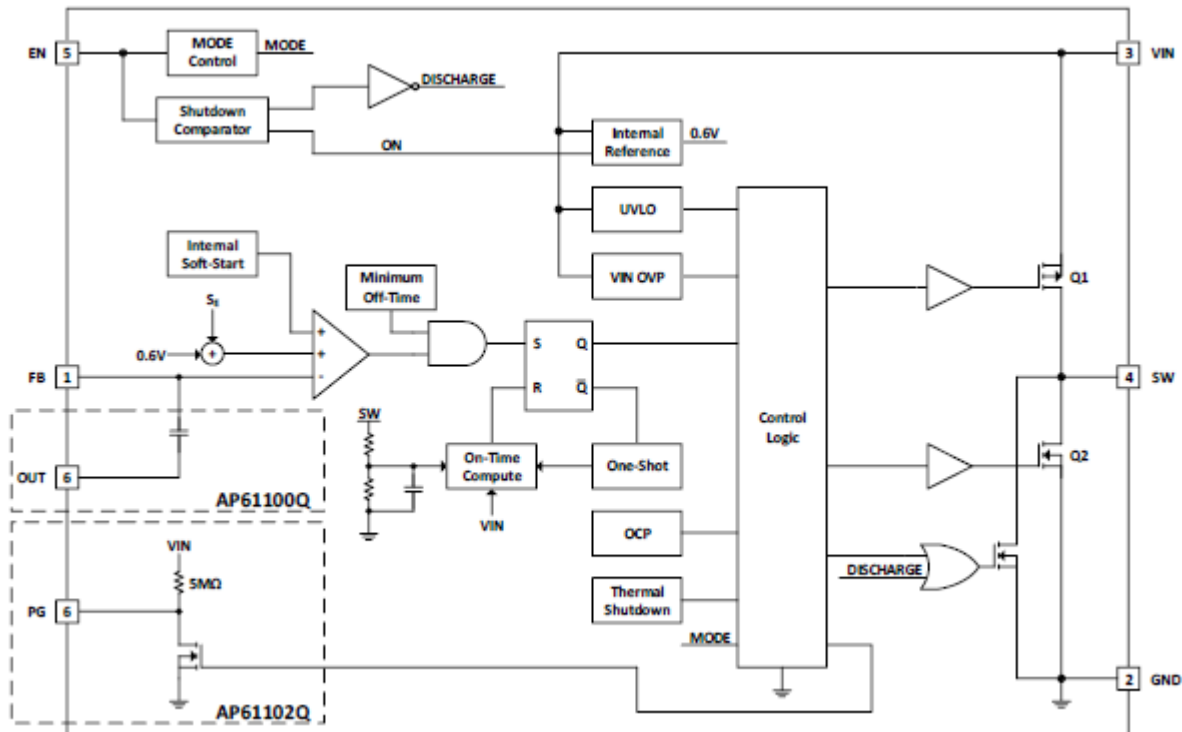 EN
5
MODE
Control
MODE
3
VIN
DISCHARGE
Shutdown
Comparator
ON
Internal
Reference
0.6V
UVLO
Internal
Soft-Start
Minimum
Off-Time
VIN OVP
Q1
SE
+
0.6V
+
+
-
S
Q
R
Q̅
FB
1
4
SW
SW
Control
Logic
On-Time
Compute
One-Shot
Q2
OUT
6
AP61100Q
VIN
OCP
VIN
5MΩ
DISCHARGE
PG
6
Thermal
Shutdown
MODE
2
GND
AP61102Q